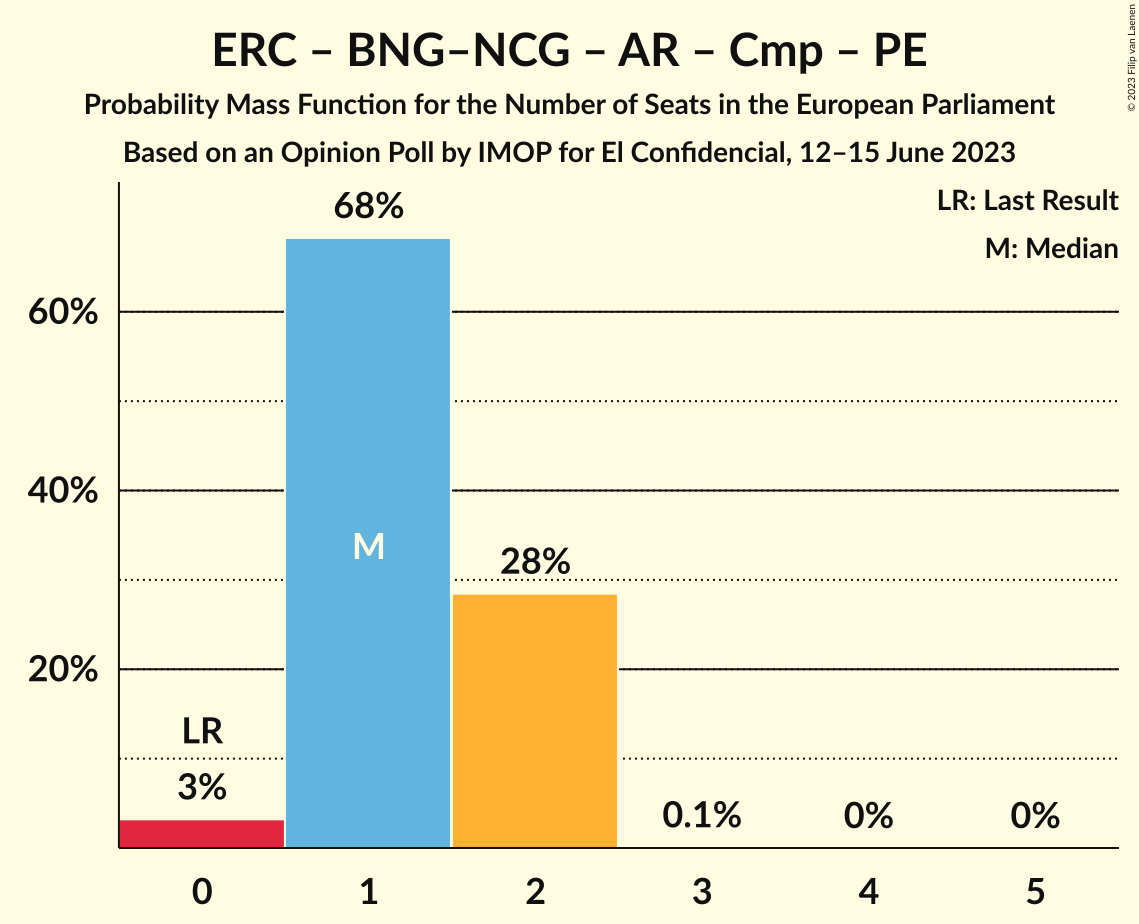 ERC – BNG–NCG – AR – Cmp – PE
Probability Mass Function for the Number of Seats in the European Parliament
Based on an Opinion Poll by IMOP for El Confidencial, 12–15 June 2023
© 2023 Filip van Laenen
LR: Last Result
M: Median
68%
60%
40%
M
28%
20%
LR
3%
0.1%
0%
0%
0
1
2
3
4
5